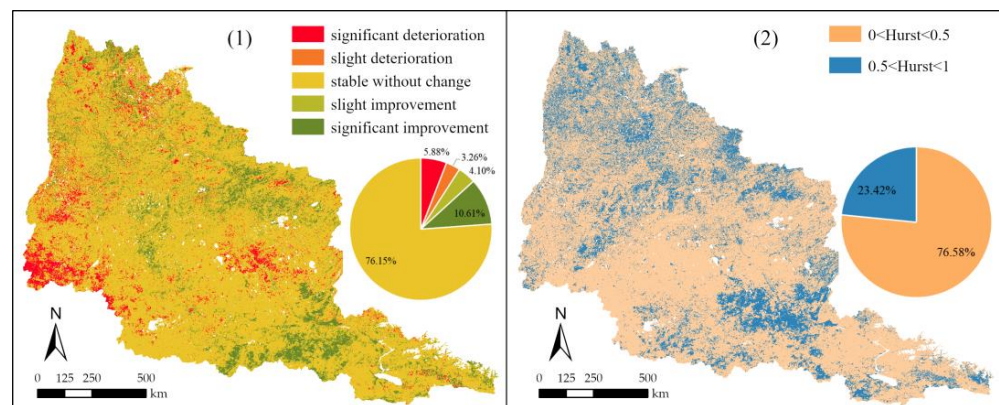 (1)
significant deterioration
slight deterioration
stable without change
slight improvement
significant improvement
5.88%
3.26%
4.10%
10.61%
76.15%
N
0 125 250 500
km
(2)
0<Hurst<0.5
0.5<Hurst<1
23.42%
76.58%
N
0 125 250 500
km